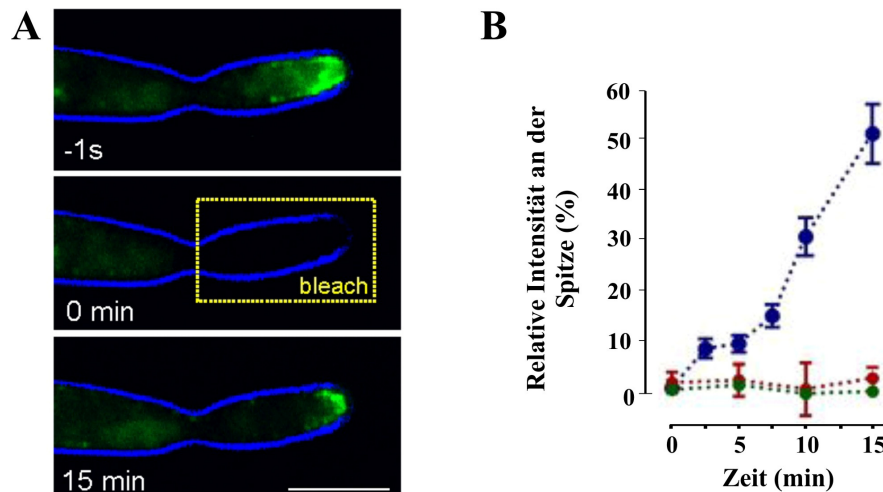 A
-1s
bleach
0 min
15 min
B
Relative Intensität an der
Spitze (%)
60
50
40
30
20
10
0
0
5
10
15
Zeit (min)